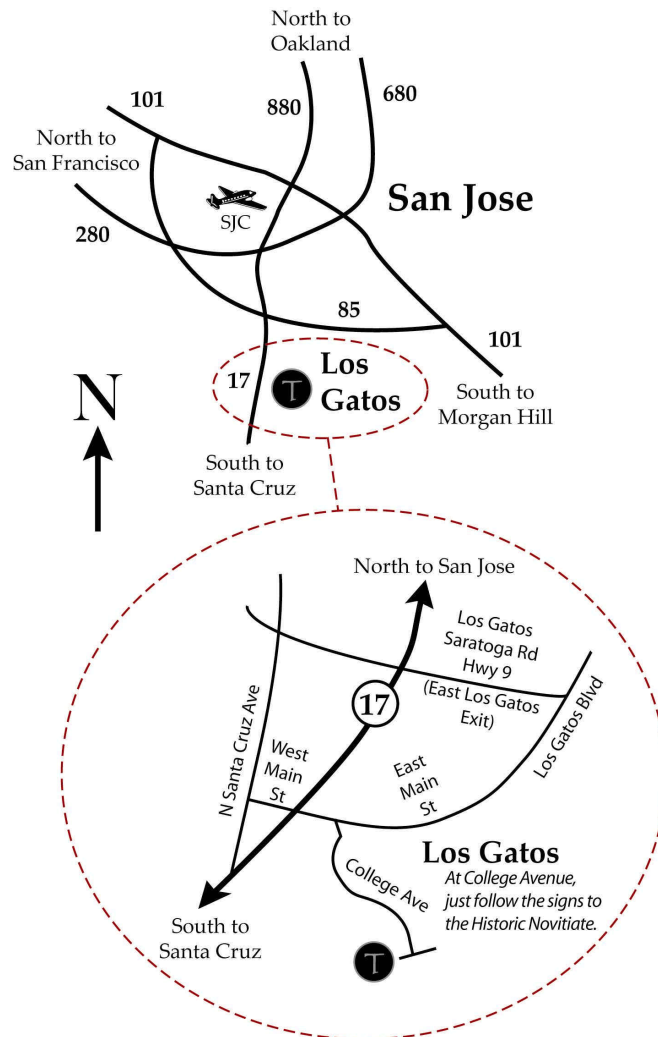 North to
Oakland
101
880
680
North to
San Francisco
SJC
San Jose
280
85
101
17
T
Los
Gatos
South to
Morgan Hill
N
South to
Santa Cruz
North to San Jose
Los Gatos
Saratoga Rd
Hwy 9
(East Los Gatos
Exit)
17
Los Gatos Blvd
N Santa Cruz Ave
West
Main
St
East
Main
St
Los Gatos
At College Avenue,
just follow the signs to
the Historic Novitiate.
College Ave
South to
Santa Cruz
T